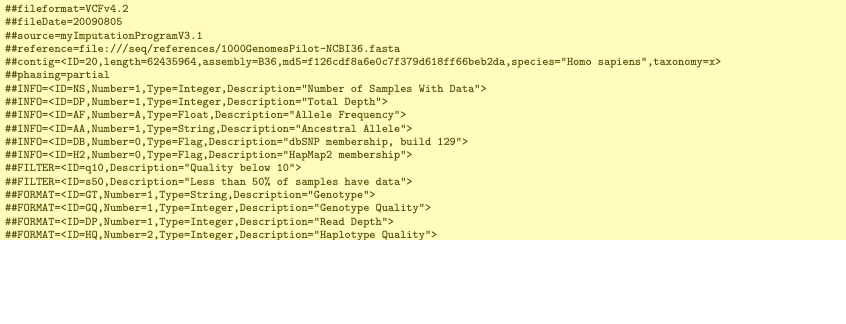 ##fileformat=VCFv4.2
##fileDate=20090805
##source=myImputationProgramV3.1
##reference=file:///seq/references/1000GenomesPilot-NCBI36.fasta
##contig=<ID=20,length=62435964,assembly=B36,md5=f126cdf8a6e0c7f379d618ff66beb2da,species="Homo sapiens",taxonomy=x>
##phasing=partial
##INFO=<ID=NS,Number=1,Type=Integer,Description="Number of Samples With Data">
##INFO=<ID=DP,Number=1,Type=Integer,Description="Total Depth">
##INFO=<ID=AF,Number=A,Type=Float,Description="Allele Frequency">
##INFO=<ID=AA,Number=1,Type=String,Description="Ancestral Allele">
##INFO=<ID=DB,Number=0,Type=Flag,Description="dbSNP membership, build 129">
##INFO=<ID=H2,Number=0,Type=Flag,Description="HapMap2 membership">
##FILTER=<ID=q10,Description="Quality below 10">
##FILTER=<ID=s50,Description="Less than 50% of samples have data">
##FORMAT=<ID=GT,Number=1,Type=String,Description="Genotype">
##FORMAT=<ID=GQ,Number=1,Type=Integer,Description="Genotype Quality">
##FORMAT=<ID=DP,Number=1,Type=Integer,Description="Read Depth">
##FORMAT=<ID=HQ,Number=2,Type=Integer,Description="Haplotype Quality">